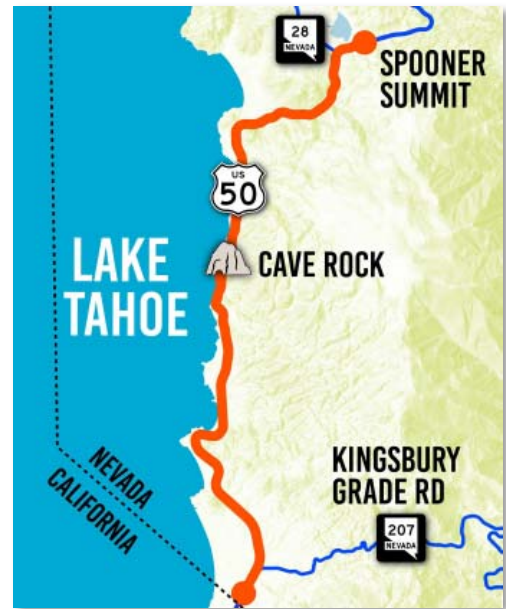 28
NEVADA
SPOONER
SUMMIT
US
50
LAKE
TAHOE
CAVE ROCK
NEVADA
CALIFORNIA
KINGSBURY
GRADE RD
207
NEVADA